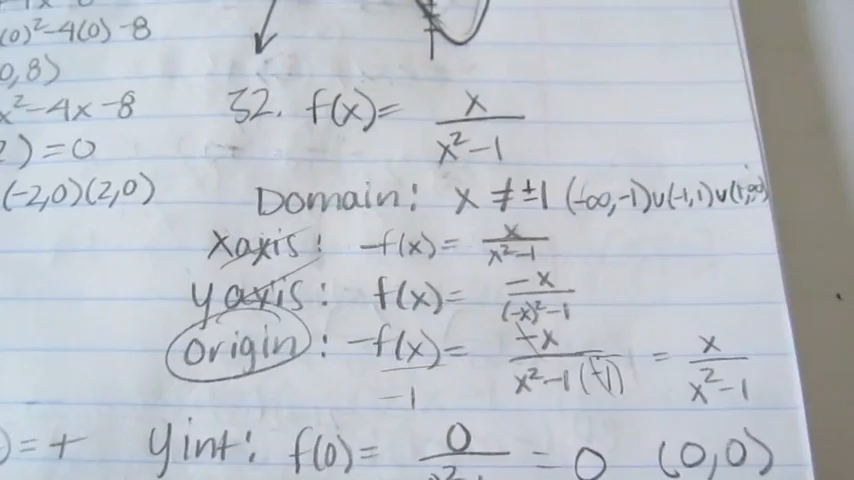 (0)²-4(0)-8
0,8)
x²-4x-8
) = 0
(-2,0)(2,0)
32. f(x)= x/(x²-1)
Domain: x ≠ ±1 (-∞,-1)∪(-1,1)∪(1,∞)
xaxis: -f(x)= x/(x²-1)
yaxis: f(x)= -x/((-x)²-1)
origin: -f(x)/-1 = -x/(x²-1(-1)) = x/(x²-1)
)=+
yint: f(0)= 0 = 0 (0,0)